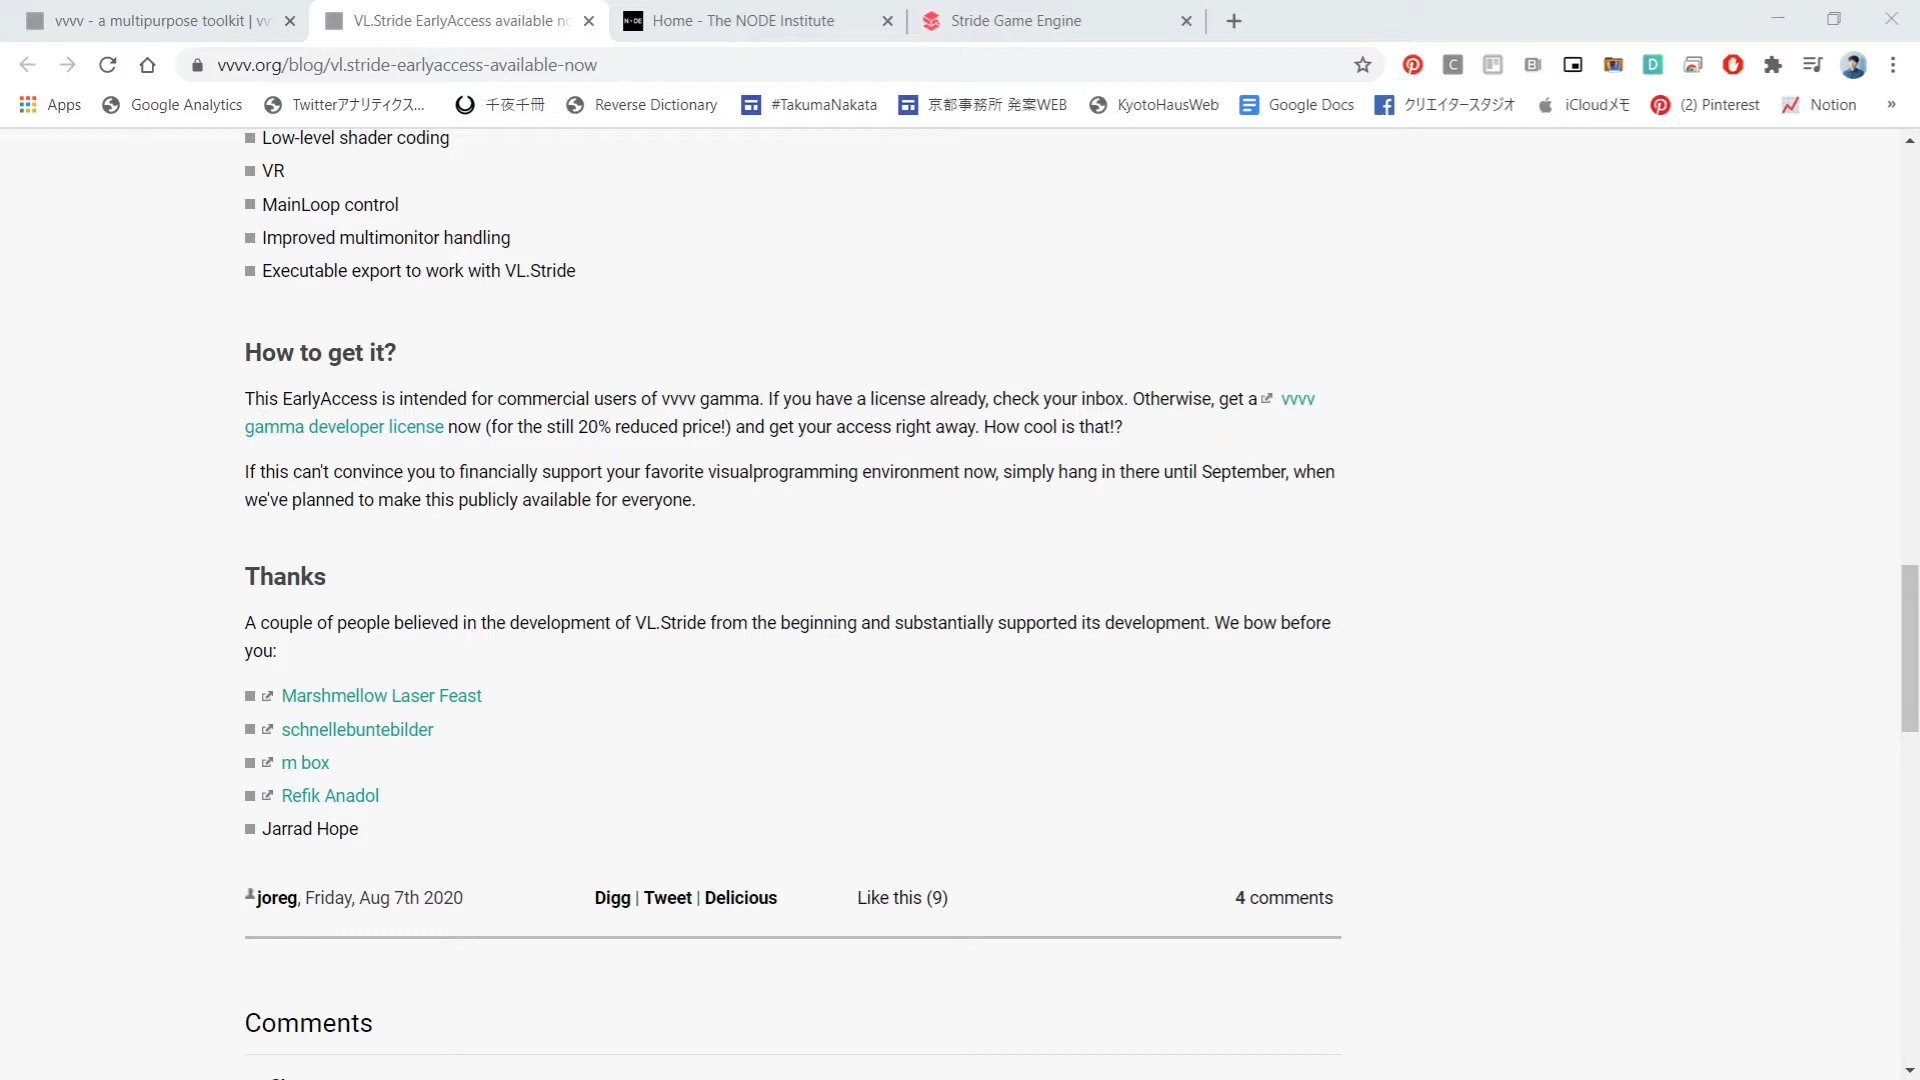 vvvv - a multipurpose toolkit | vv
VL.Stride EarlyAccess available no
Home - The NODE Institute
Stride Game Engine
vvvv.org/blog/vl.stride-earlyaccess-available-now
Apps
Google Analytics
Twitterアナリティクス...
千夜千冊
Reverse Dictionary
#TakumaNakata
京都事務所 発案WEB
KyotoHausWeb
Google Docs
クリエイタースタジオ
iCloudメモ
(2) Pinterest
Notion
»
Low-level shader coding
VR
MainLoop control
Improved multimonitor handling
Executable export to work with VL.Stride
How to get it?
This EarlyAccess is intended for commercial users of vvvv gamma. If you have a license already, check your inbox. Otherwise, get a vvvv
gamma developer license now (for the still 20% reduced price!) and get your access right away. How cool is that!?
If this can't convince you to financially support your favorite visualprogramming environment now, simply hang in there until September, when
we've planned to make this publicly available for everyone.
Thanks
A couple of people believed in the development of VL.Stride from the beginning and substantially supported its development. We bow before
you:
Marshmellow Laser Feast
schnellebuntebilder
m box
Refik Anadol
Jarrad Hope
joreg, Friday, Aug 7th 2020
Digg | Tweet | Delicious
Like this (9)
4 comments
Comments